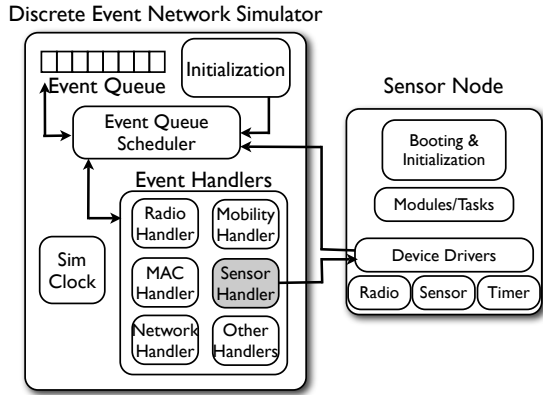 Discrete Event Network Simulator
Event Queue
Initialization
Event Queue
Scheduler
Event Handlers
Radio
Handler
Mobility
Handler
Sim
Clock
MAC
Handler
Sensor
Handler
Network
Handler
Other
Handlers
Sensor Node
Booting &
Initialization
Modules/Tasks
Device Drivers
Radio
Sensor
Timer